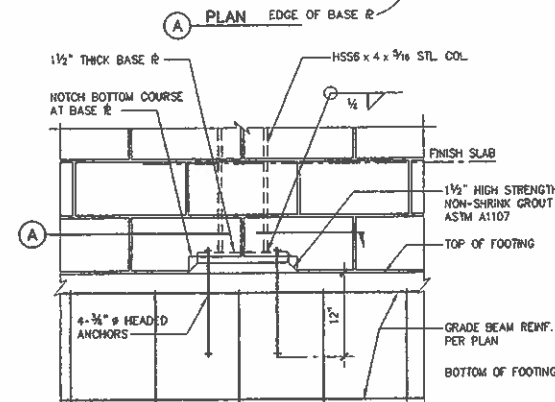 A PLAN EDGE OF BASE ℞
1½" THICK BASE ℞
HSS6 x 4 x 5/16 STL. COL.
NOTCH BOTTOM COURSE
AT BASE ℞
¼
FINISH SLAB
1½" HIGH STRENGTH
NON-SHRINK GROUT
ASTM A1107
A
TOP OF FOOTING
4-¾" ø HEADED
ANCHORS
12"
GRADE BEAM REINF.
PER PLAN
BOTTOM OF FOOTING